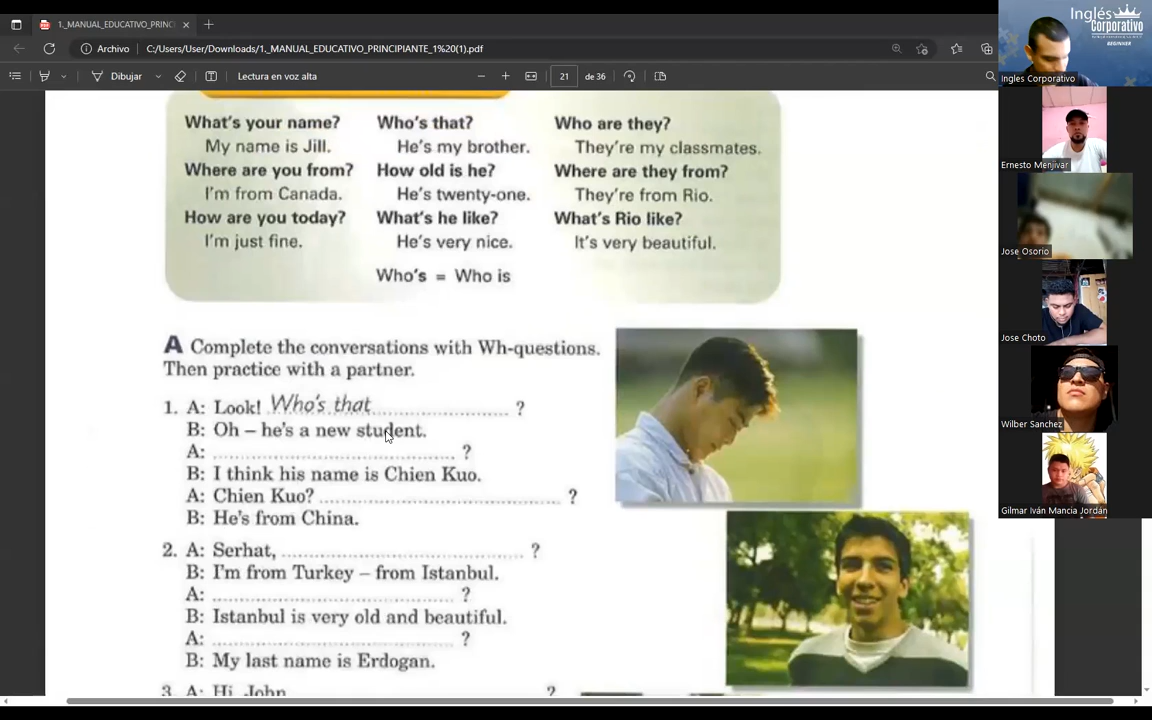 1._MANUAL_EDUCATIVO_PRINC
Archivo
C:/Users/User/Downloads/1._MANUAL_EDUCATIVO_PRINCIPIANTE_1%20(1).pdf
Dibujar
Lectura en voz alta
21
de 36
What's your name?
My name is Jill.
Where are you from?
I'm from Canada.
How are you today?
I'm just fine.
Who's that?
He's my brother.
How old is he?
He's twenty-one.
What's he like?
He's very nice.
Who's = Who is
Who are they?
They're my classmates.
Where are they from?
They're from Rio.
What's Rio like?
It's very beautiful.
A Complete the conversations with Wh-questions.
Then practice with a partner.
1. A: Look! Who's that ?
B: Oh – he's a new student.
A: ?
B: I think his name is Chien Kuo.
A: Chien Kuo? ?
B: He's from China.
2. A: Serhat, ?
B: I'm from Turkey – from Istanbul.
A: ?
B: Istanbul is very old and beautiful.
A: ?
B: My last name is Erdogan.
3. A: Hi, John ?
Inglés
Corporativo
BEGINNER
Ingles Corporativo
Ernesto Menjivar
Jose Osorio
Jose Choto
Wilber Sanchez
Gilmar Iván Mancia Jordán